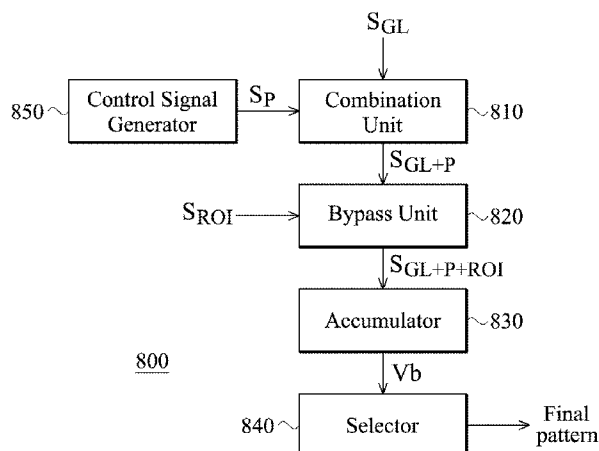 S_GL
850
Control Signal
Generator
S_P
Combination
Unit
810
S_GL+P
S_ROI
Bypass Unit
820
S_GL+P+ROI
Accumulator
830
800
Vb
840
Selector
Final
pattern